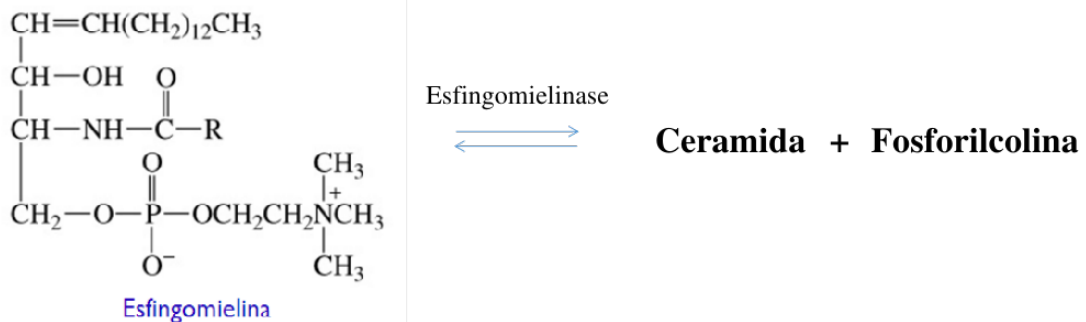 CH=CH(CH₂)₁₂CH₃
CH—OH O
CH—NH—C—R
O CH₃
CH₂—O—P—OCH₂CH₂NCH₃
+
O⁻ CH₃
Esfingomielina
Esfingomielinase
Ceramida + Fosforilcolina